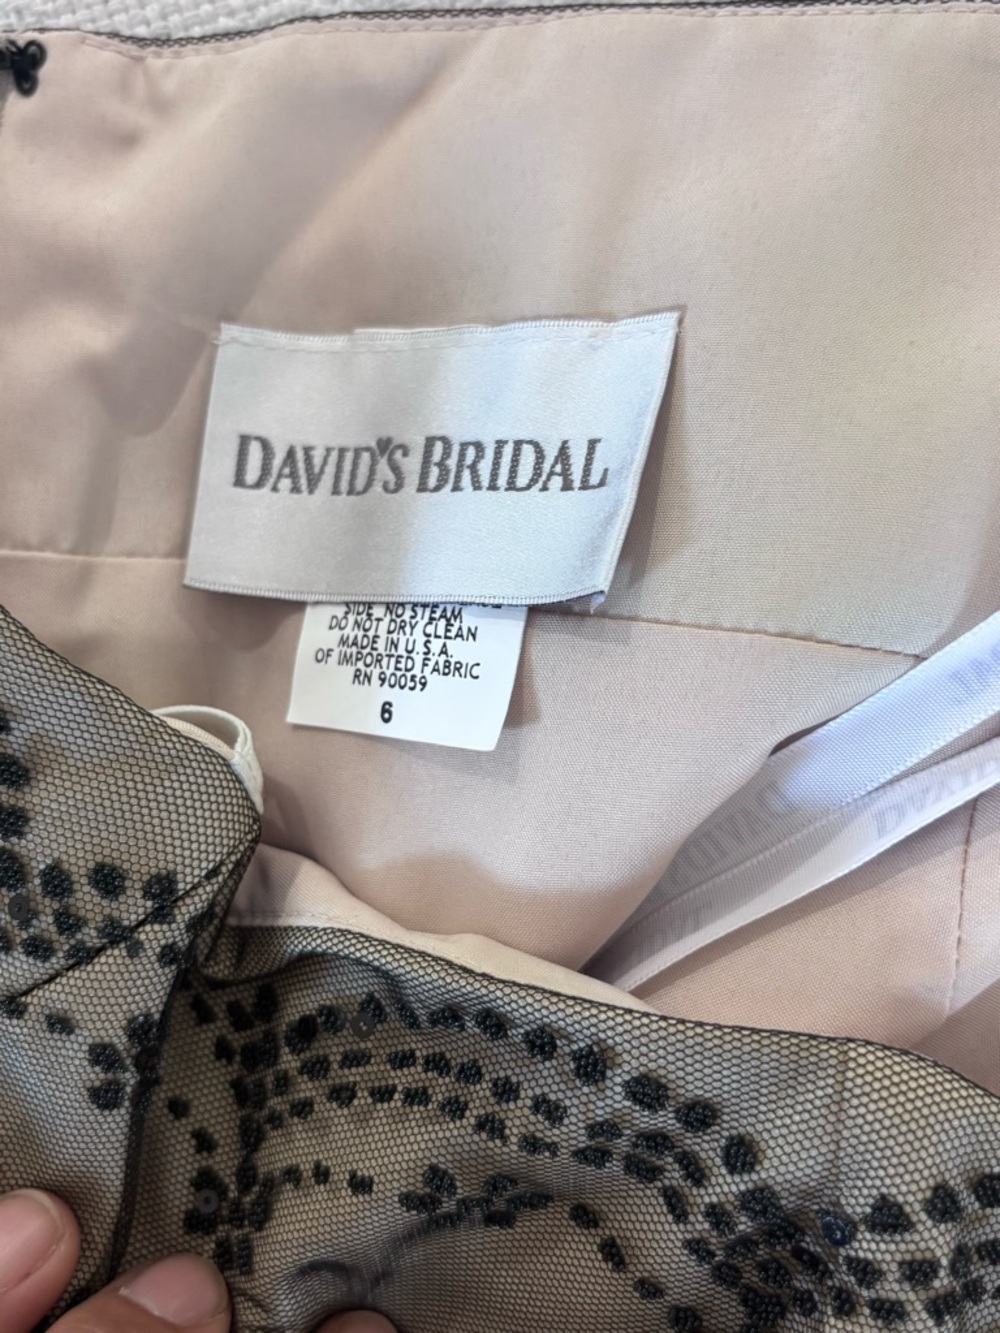 DAVID'S BRIDAL
SIDE NO STEAM
DO NOT DRY CLEAN
MADE IN U.S.A.
OF IMPORTED FABRIC
RN 90059
6